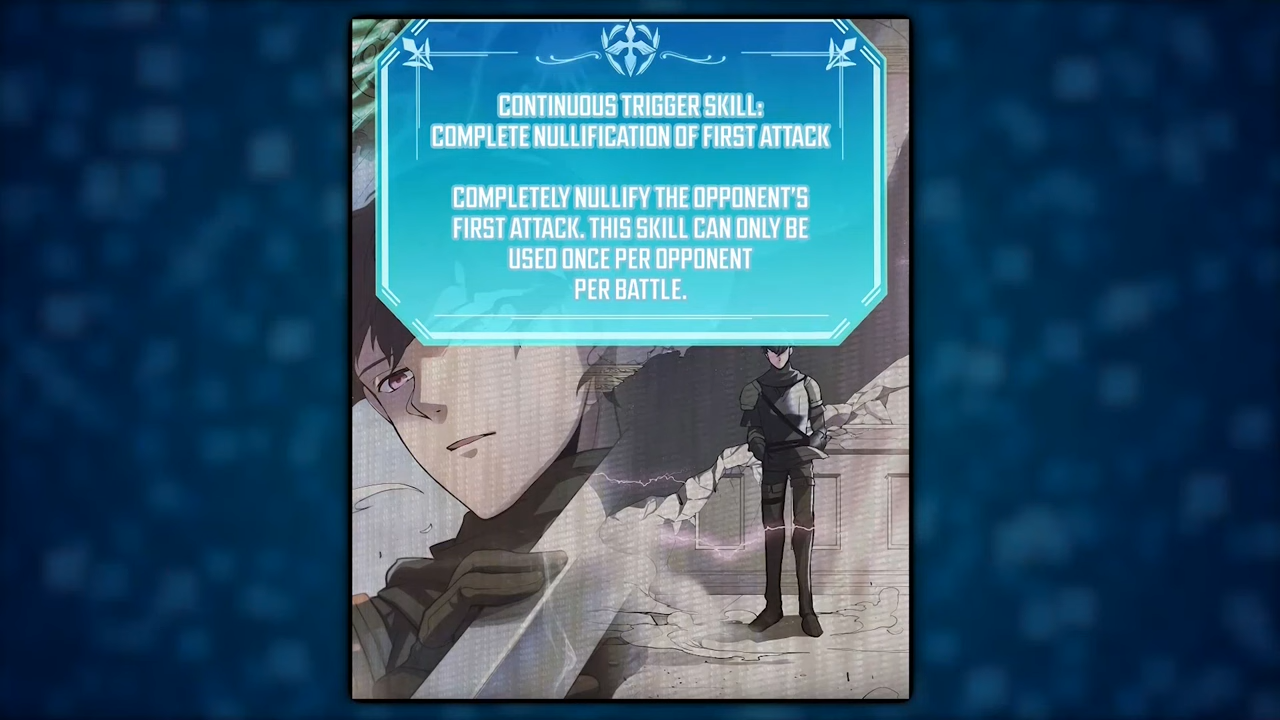 CONTINUOUS TRIGGER SKILL:
COMPLETE NULLIFICATION OF FIRST ATTACK
COMPLETELY NULLIFY THE OPPONENT'S
FIRST ATTACK. THIS SKILL CAN ONLY BE
USED ONCE PER OPPONENT
PER BATTLE.